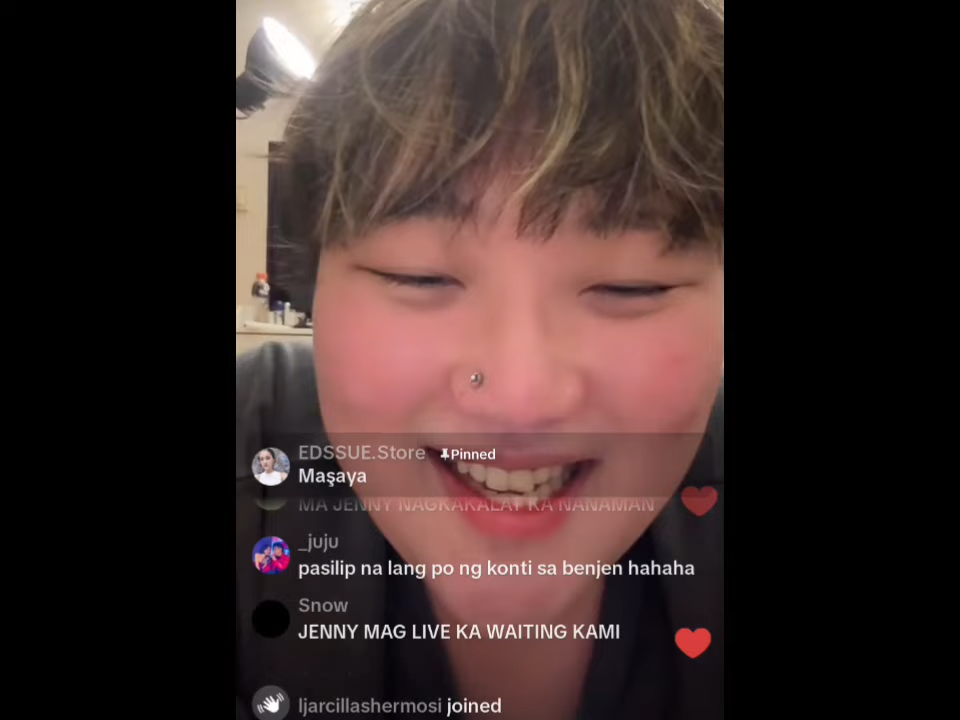 EDSSUE.Store Pinned
Maşaya
MA JENNY NAGKAKALAT KA NANAMAN
_juju
pasilip na lang po ng konti sa benjen hahaha
Snow
JENNY MAG LIVE KA WAITING KAMI
ljarcillashermosi joined